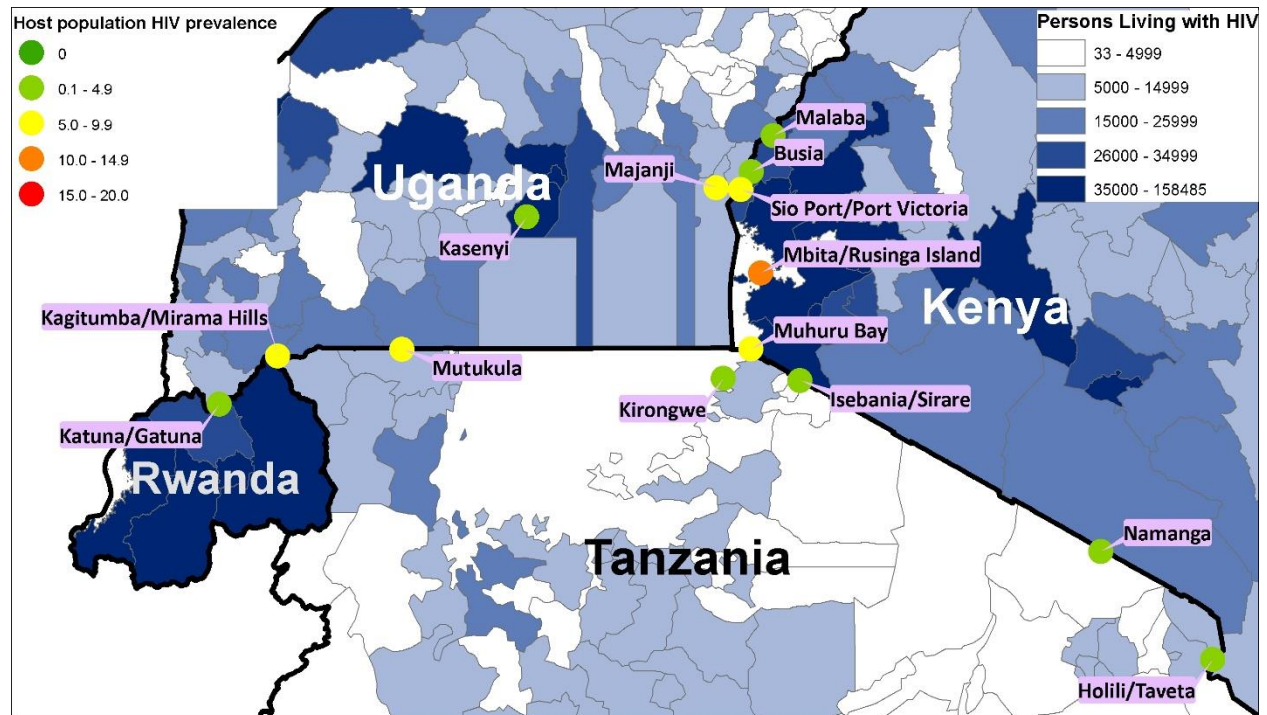 Host population HIV prevalence
0
0.1 - 4.9
5.0 - 9.9
10.0 - 14.9
15.0 - 20.0
Persons Living with HIV
33 - 4999
5000 - 14999
15000 - 25999
26000 - 34999
35000 - 158485
Malaba
Busia
Majanji
Uganda
Sio Port/Port Victoria
Kasenyi
Mbita/Rusinga Island
Kenya
Kagitumba/Mirama Hills
Muhuru Bay
Mutukula
Kirongwe
Isebania/Sirare
Katuna/Gatuna
Rwanda
Namanga
Tanzania
Holili/Taveta